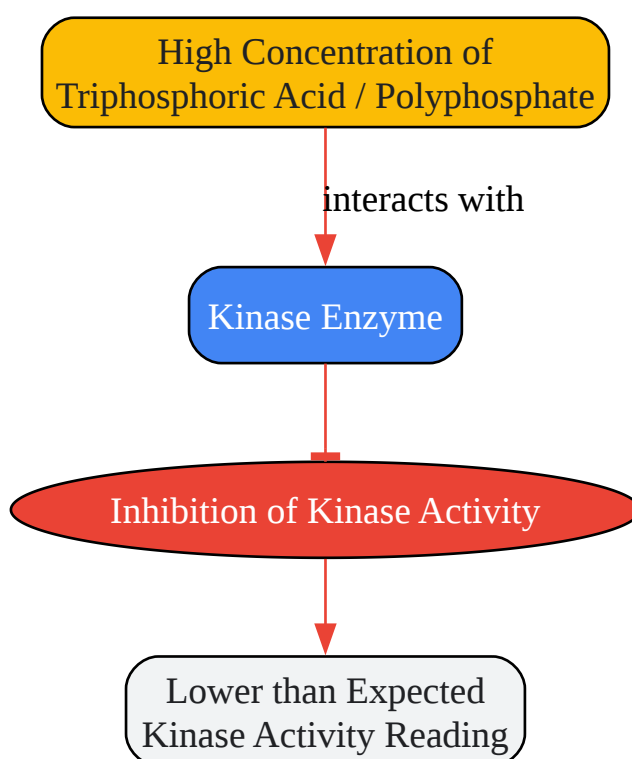 High Concentration of
Triphosphoric Acid / Polyphosphate
interacts with
Kinase Enzyme
Inhibition of Kinase Activity
Lower than Expected
Kinase Activity Reading